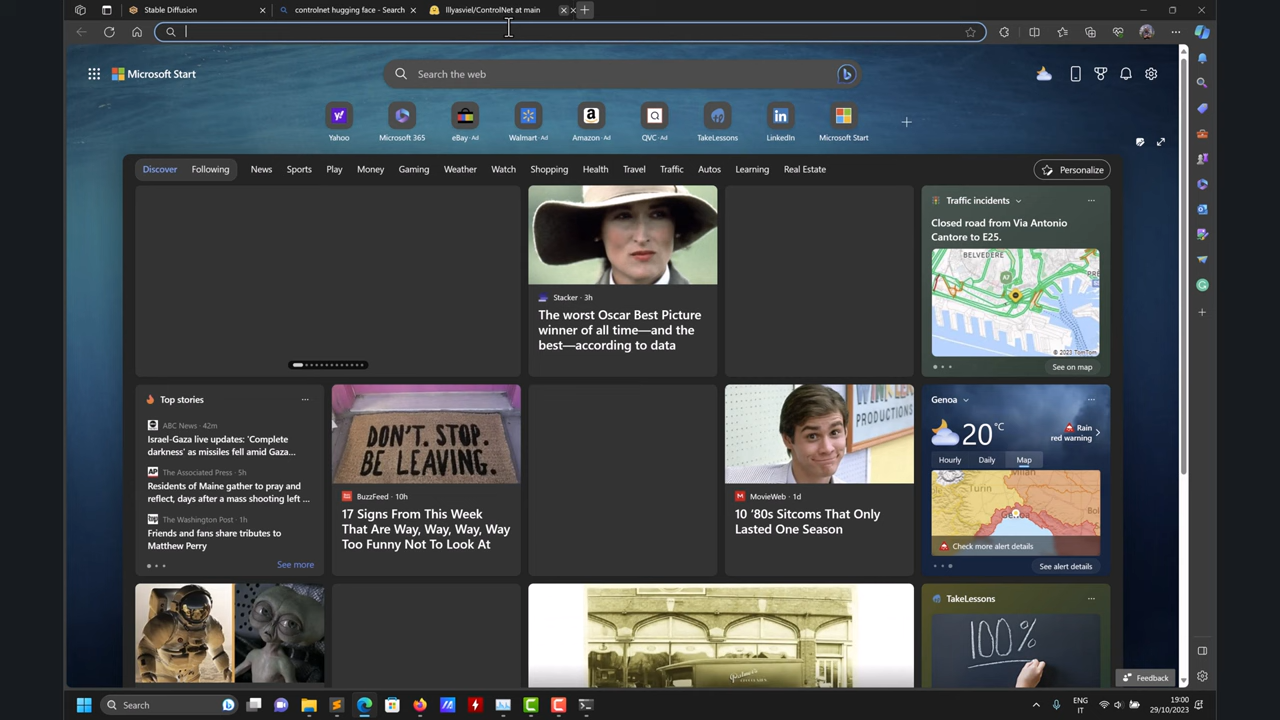 Stable Diffusion
controlnet hugging face - Search
lllyasviel/ControlNet at main
Microsoft Start
Search the web
Yahoo
Microsoft 365
eBay · Ad
Walmart · Ad
Amazon · Ad
QVC · Ad
TakeLessons
LinkedIn
Microsoft Start
Discover
Following
News
Sports
Play
Money
Gaming
Weather
Watch
Shopping
Health
Travel
Traffic
Autos
Learning
Real Estate
Personalize
Stacker · 3h
The worst Oscar Best Picture
winner of all time—and the
best—according to data
Traffic incidents
Closed road from Via Antonio
Cantore to E25.
BELVEDERE
© 2023 TomTom
See on map
Top stories
ABC News · 42m
Israel-Gaza live updates: 'Complete
darkness' as missiles fell amid Gaza...
The Associated Press · 5h
Residents of Maine gather to pray and
reflect, days after a mass shooting left ...
The Washington Post · 1h
Friends and fans share tributes to
Matthew Perry
See more
DON'T. STOP.
BE LEAVING.
BuzzFeed · 10h
17 Signs From This Week
That Are Way, Way, Way, Way
Too Funny Not To Look At
PRODUCTIONS
MovieWeb · 1d
10 '80s Sitcoms That Only
Lasted One Season
Genoa
20°C
Rain
red warning
Hourly
Daily
Map
Milan
Turin
Genoa
Check more alert details
See alert details
TakeLessons
100%
Feedback
Search
ENG
IT
19:00
29/10/2023